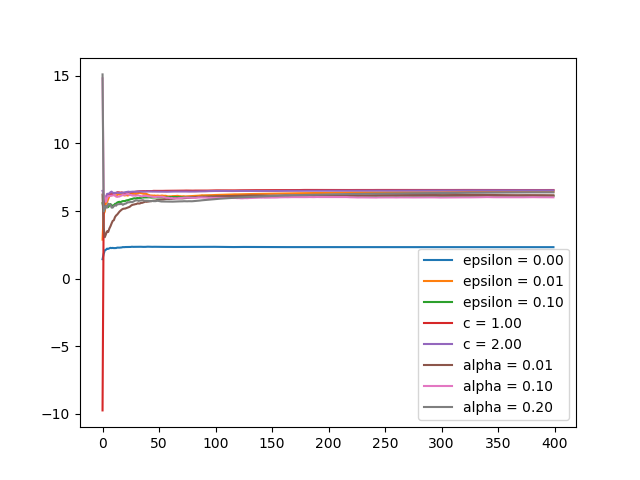 15
10
5
0
−5
−10
0
50
100
150
200
250
300
350
400
epsilon = 0.00
epsilon = 0.01
epsilon = 0.10
c = 1.00
c = 2.00
alpha = 0.01
alpha = 0.10
alpha = 0.20